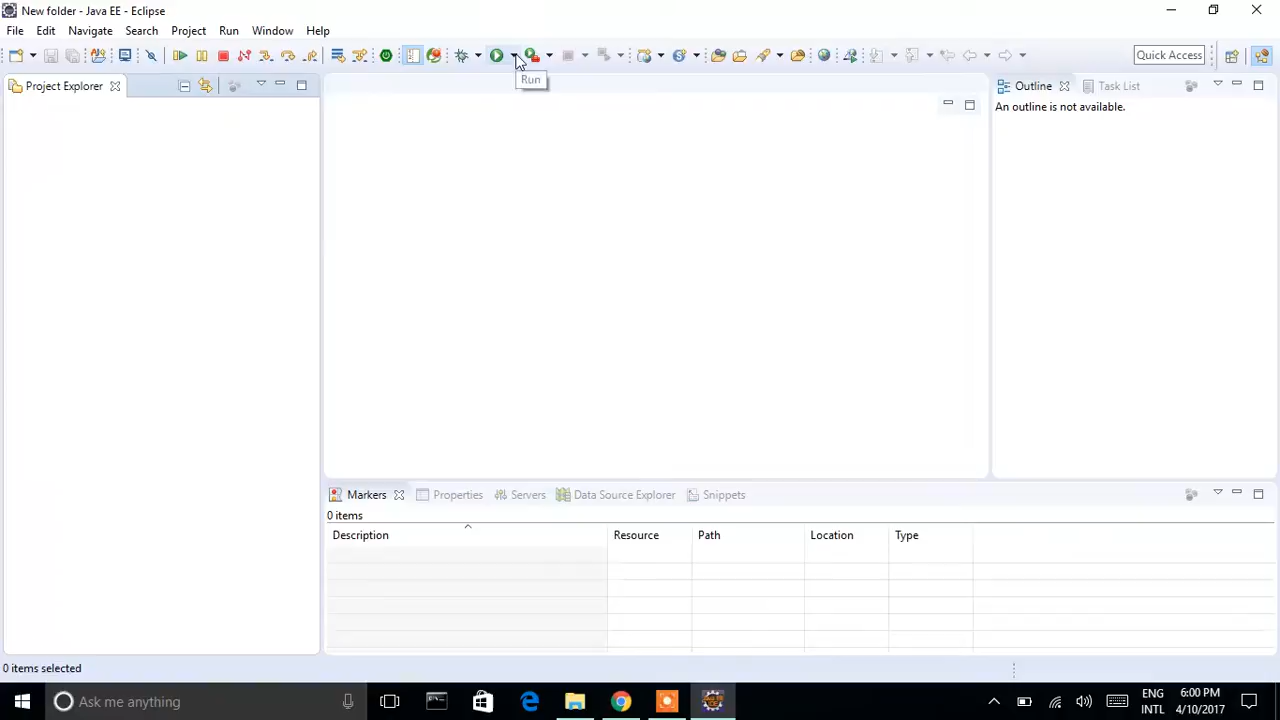 New folder - Java EE - Eclipse
File Edit Navigate Search Project Run Window Help
Quick Access
Run
Project Explorer
Outline Task List
An outline is not available.
Markers Properties Servers Data Source Explorer Snippets
0 items
Description Resource Path Location Type
0 items selected
Ask me anything
ENG
INTL
6:00 PM
4/10/2017